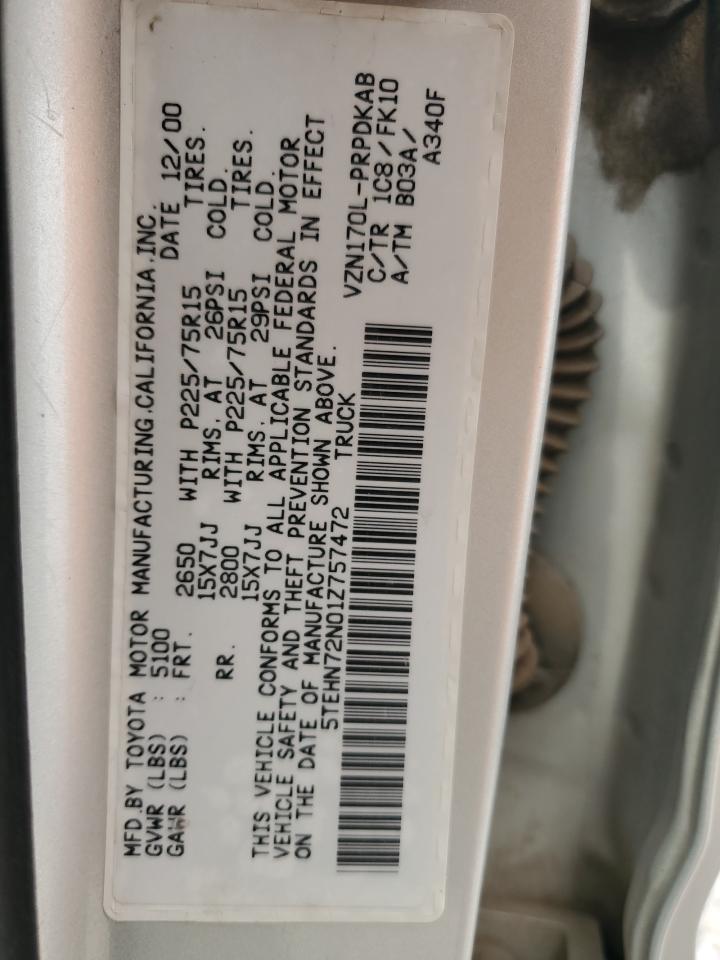 MFD.BY TOYOTA MOTOR MANUFACTURING.CALIFORNIA.INC.
GVWR (LBS) : 5100 DATE 12/00
GAWR (LBS) : FRT. 2650 WITH P225/75R15 TIRES.
15X7JJ RIMS, AT 26PSI COLD.
RR. 2800 WITH P225/75R15 TIRES.
15X7JJ RIMS, AT 29PSI COLD.
THIS VEHICLE CONFORMS TO ALL APPLICABLE FEDERAL MOTOR
VEHICLE SAFETY AND THEFT PREVENTION STANDARDS IN EFFECT
ON THE DATE OF MANUFACTURE SHOWN ABOVE.
5TEHN72N01Z757472 TRUCK
VZN170L-PRPDKAB
C/TR 1C8/FK10
A/TM B03A/
A340F